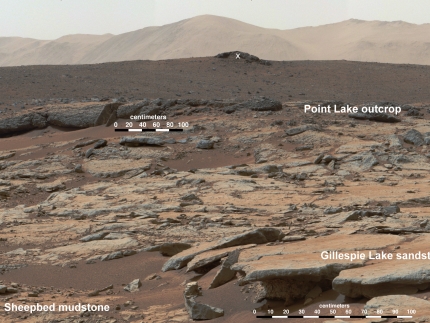 X
Point Lake outcrop
centimeters
0 20 40 60 80 100
Gillespie Lake sandst
Sheepbed mudstone
centimeters
0 10 20 30 40 50 60 70 80 90 100